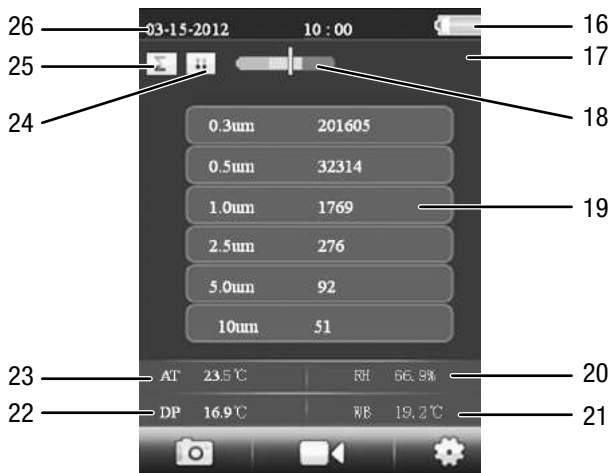 26 03-15-2012 10:00 16
25 Σ 17
24 18
0.3um 201605
0.5um 32314
1.0um 1769 19
2.5um 276
5.0um 92
10um 51
23 AT 23.5℃ RH 66.9% 20
22 DP 16.9℃ WB 19.2℃ 21